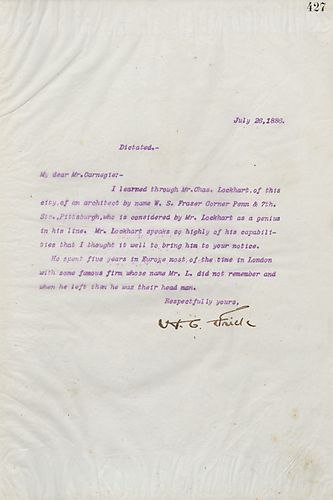 427
July 26,1886.
Dictated.-
My dear Mr.Carnegie:-
I learned through Mr.Chas. Lockhart,of this
city,of an architect by name W. S. Fraser Corner Penn & 7th.
Sts.,Pittsburgh,who is considered by Mr. Lockhart as a genius
in his line. Mr. Lockhart speaks so highly of his capabili-
ties that I thought it well to bring him to your notice.
He spent five years in Europe most of the time in London
with some famous firm whose name Mr. L. did not remember and
when he left them he was their head man.
Respectfully yours,
H. C. Frick